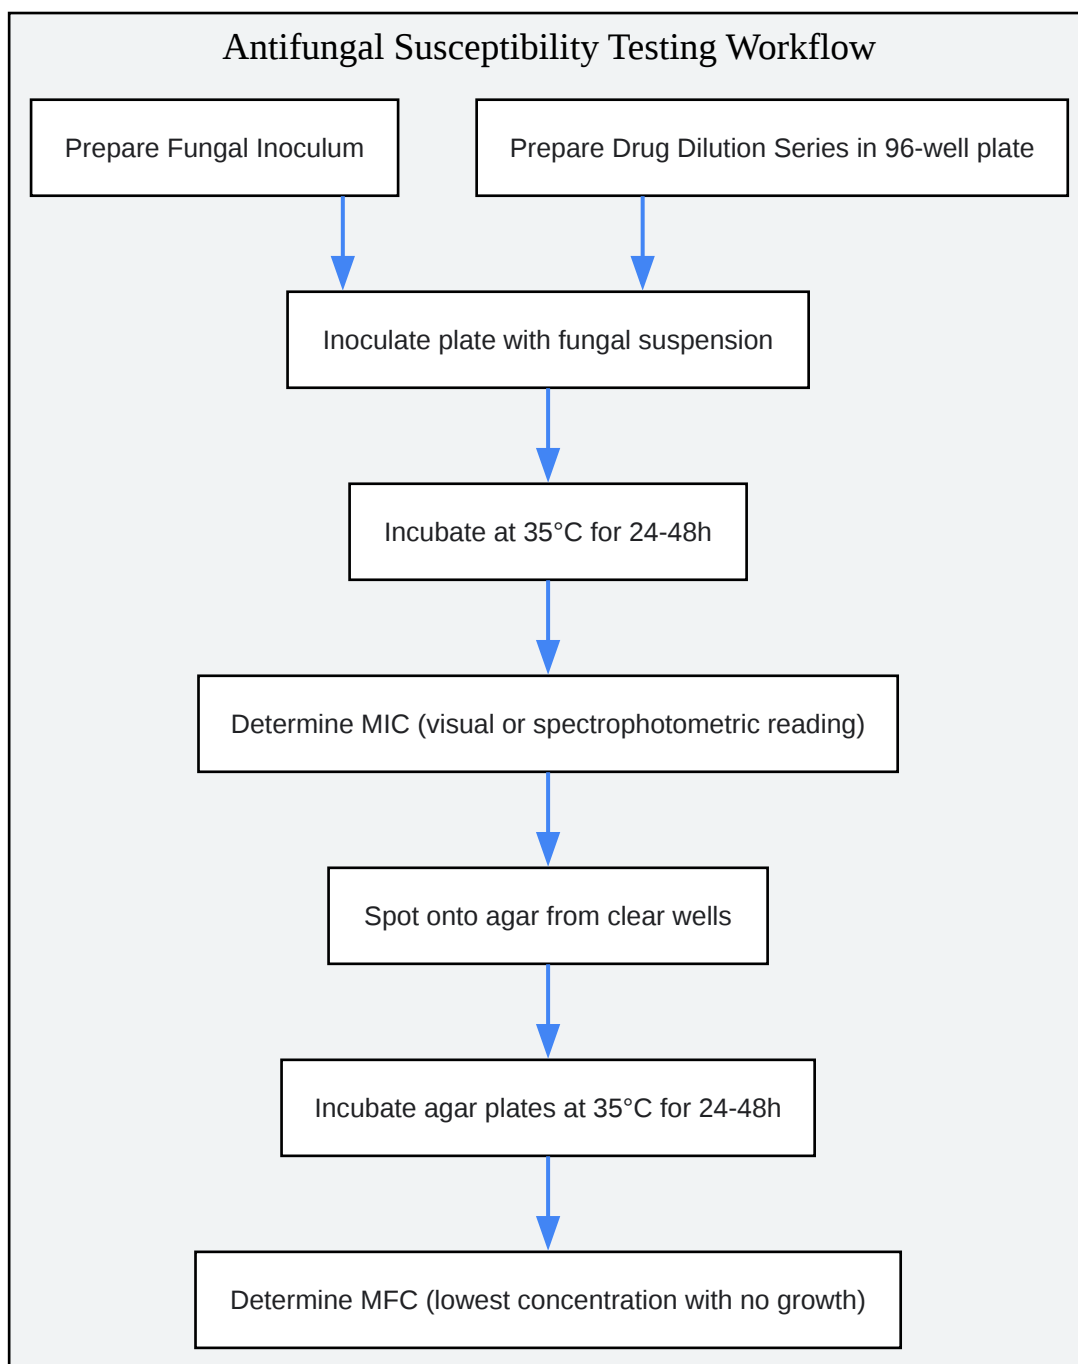 Antifungal Susceptibility Testing Workflow
Prepare Fungal Inoculum
Prepare Drug Dilution Series in 96-well plate
Inoculate plate with fungal suspension
Incubate at 35°C for 24-48h
Determine MIC (visual or spectrophotometric reading)
Spot onto agar from clear wells
Incubate agar plates at 35°C for 24-48h
Determine MFC (lowest concentration with no growth)